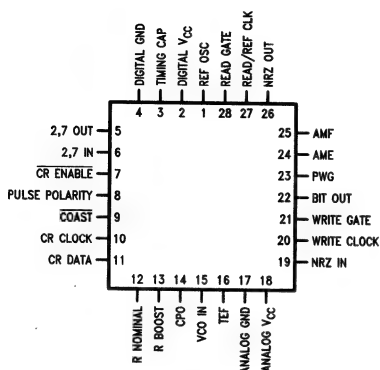 DIGITAL GND
TIMING CAP
DIGITAL VCC
REF OSC
READ GATE
READ/REF CLK
NRZ OUT
4 3 2 1 28 27 26
2,7 OUT 5
2,7 IN 6
CR ENABLE 7
PULSE POLARITY 8
COAST 9
CR CLOCK 10
CR DATA 11
25 AMF
24 AME
23 PWG
22 BIT OUT
21 WRITE GATE
20 WRITE CLOCK
19 NRZ IN
12 13 14 15 16 17 18
R NOMINAL
R BOOST
CPO
VCO IN
TEF
ANALOG GND
ANALOG VCC